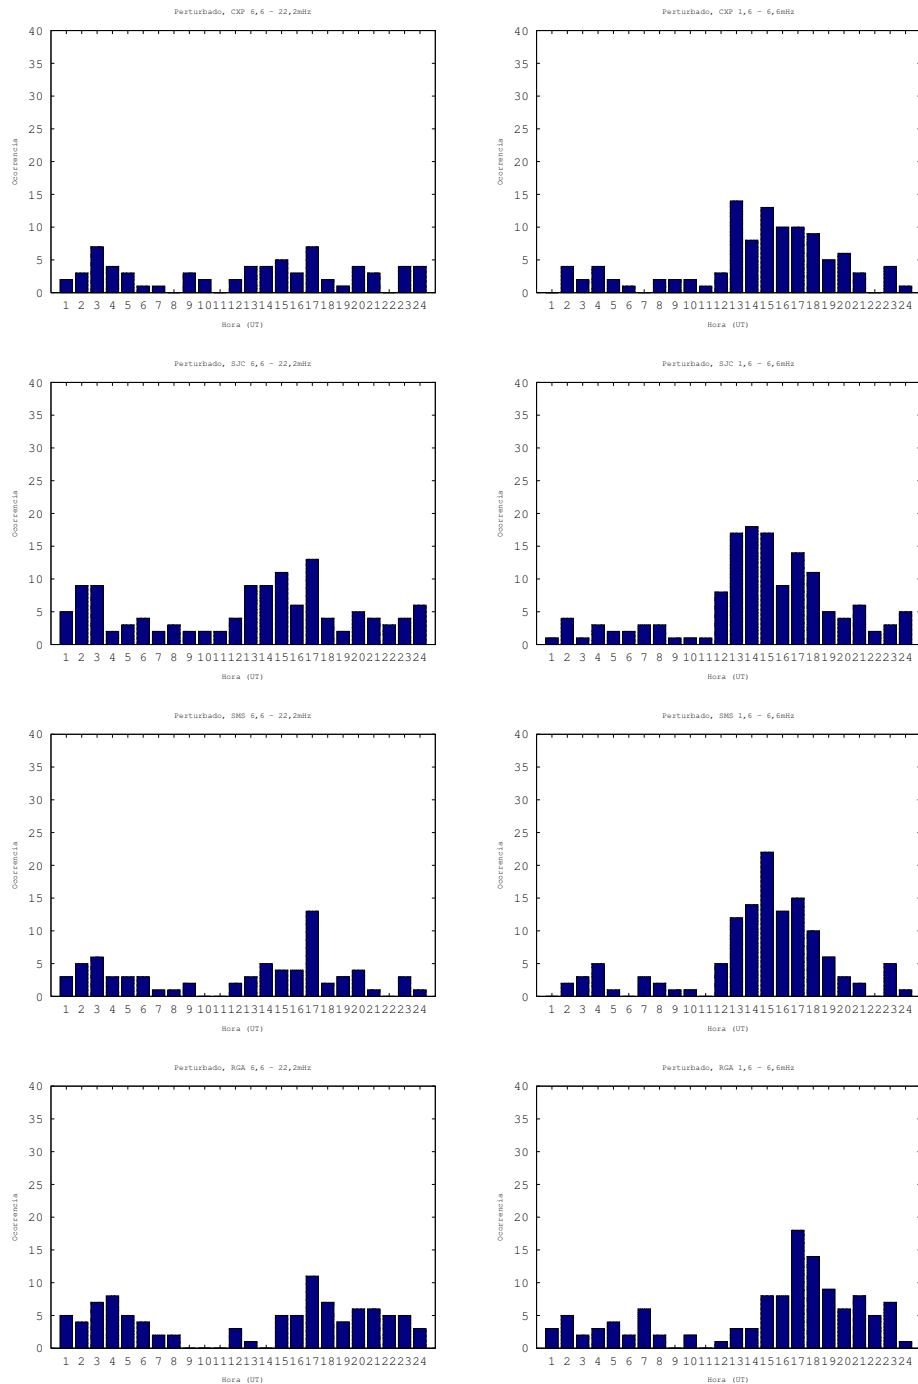 Perturbado, CXP 6,6 - 22,2mHz
Ocorrencia
40
35
30
25
20
15
10
5
0
1 2 3 4 5 6 7 8 9 10 11 12 13 14 15 16 17 18 19 20 21 22 23 24
Hora (UT)
Perturbado, CXP 1,6 - 6,6mHz
Ocorrencia
40
35
30
25
20
15
10
5
0
1 2 3 4 5 6 7 8 9 10 11 12 13 14 15 16 17 18 19 20 21 22 23 24
Hora (UT)
Perturbado, SJC 6,6 - 22,2mHz
Ocorrencia
40
35
30
25
20
15
10
5
0
1 2 3 4 5 6 7 8 9 10 11 12 13 14 15 16 17 18 19 20 21 22 23 24
Hora (UT)
Perturbado, SJC 1,6 - 6,6mHz
Ocorrencia
40
35
30
25
20
15
10
5
0
1 2 3 4 5 6 7 8 9 10 11 12 13 14 15 16 17 18 19 20 21 22 23 24
Hora (UT)
Perturbado, SMS 6,6 - 22,2mHz
Ocorrencia
40
35
30
25
20
15
10
5
0
1 2 3 4 5 6 7 8 9 10 11 12 13 14 15 16 17 18 19 20 21 22 23 24
Hora (UT)
Perturbado, SMS 1,6 - 6,6mHz
Ocorrencia
40
35
30
25
20
15
10
5
0
1 2 3 4 5 6 7 8 9 10 11 12 13 14 15 16 17 18 19 20 21 22 23 24
Hora (UT)
Perturbado, RGA 6,6 - 22,2mHz
Ocorrencia
40
35
30
25
20
15
10
5
0
1 2 3 4 5 6 7 8 9 10 11 12 13 14 15 16 17 18 19 20 21 22 23 24
Hora (UT)
Perturbado, RGA 1,6 - 6,6mHz
Ocorrencia
40
35
30
25
20
15
10
5
0
1 2 3 4 5 6 7 8 9 10 11 12 13 14 15 16 17 18 19 20 21 22 23 24
Hora (UT)